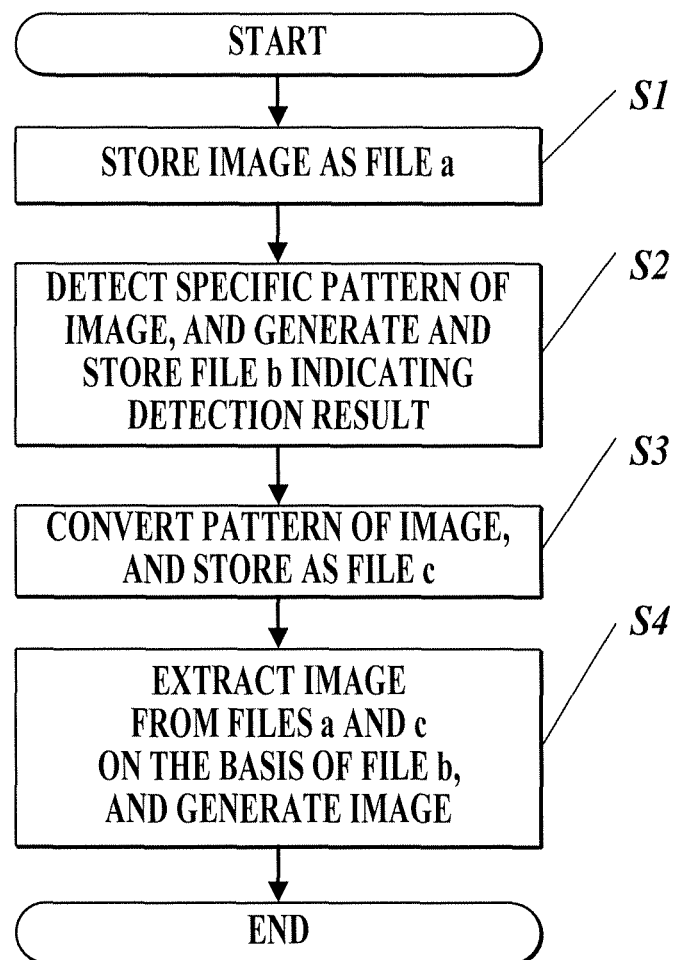 START
S1
STORE IMAGE AS FILE a
S2
DETECT SPECIFIC PATTERN OF
IMAGE, AND GENERATE AND
STORE FILE b INDICATING
DETECTION RESULT
S3
CONVERT PATTERN OF IMAGE,
AND STORE AS FILE c
S4
EXTRACT IMAGE
FROM FILES a AND c
ON THE BASIS OF FILE b,
AND GENERATE IMAGE
END